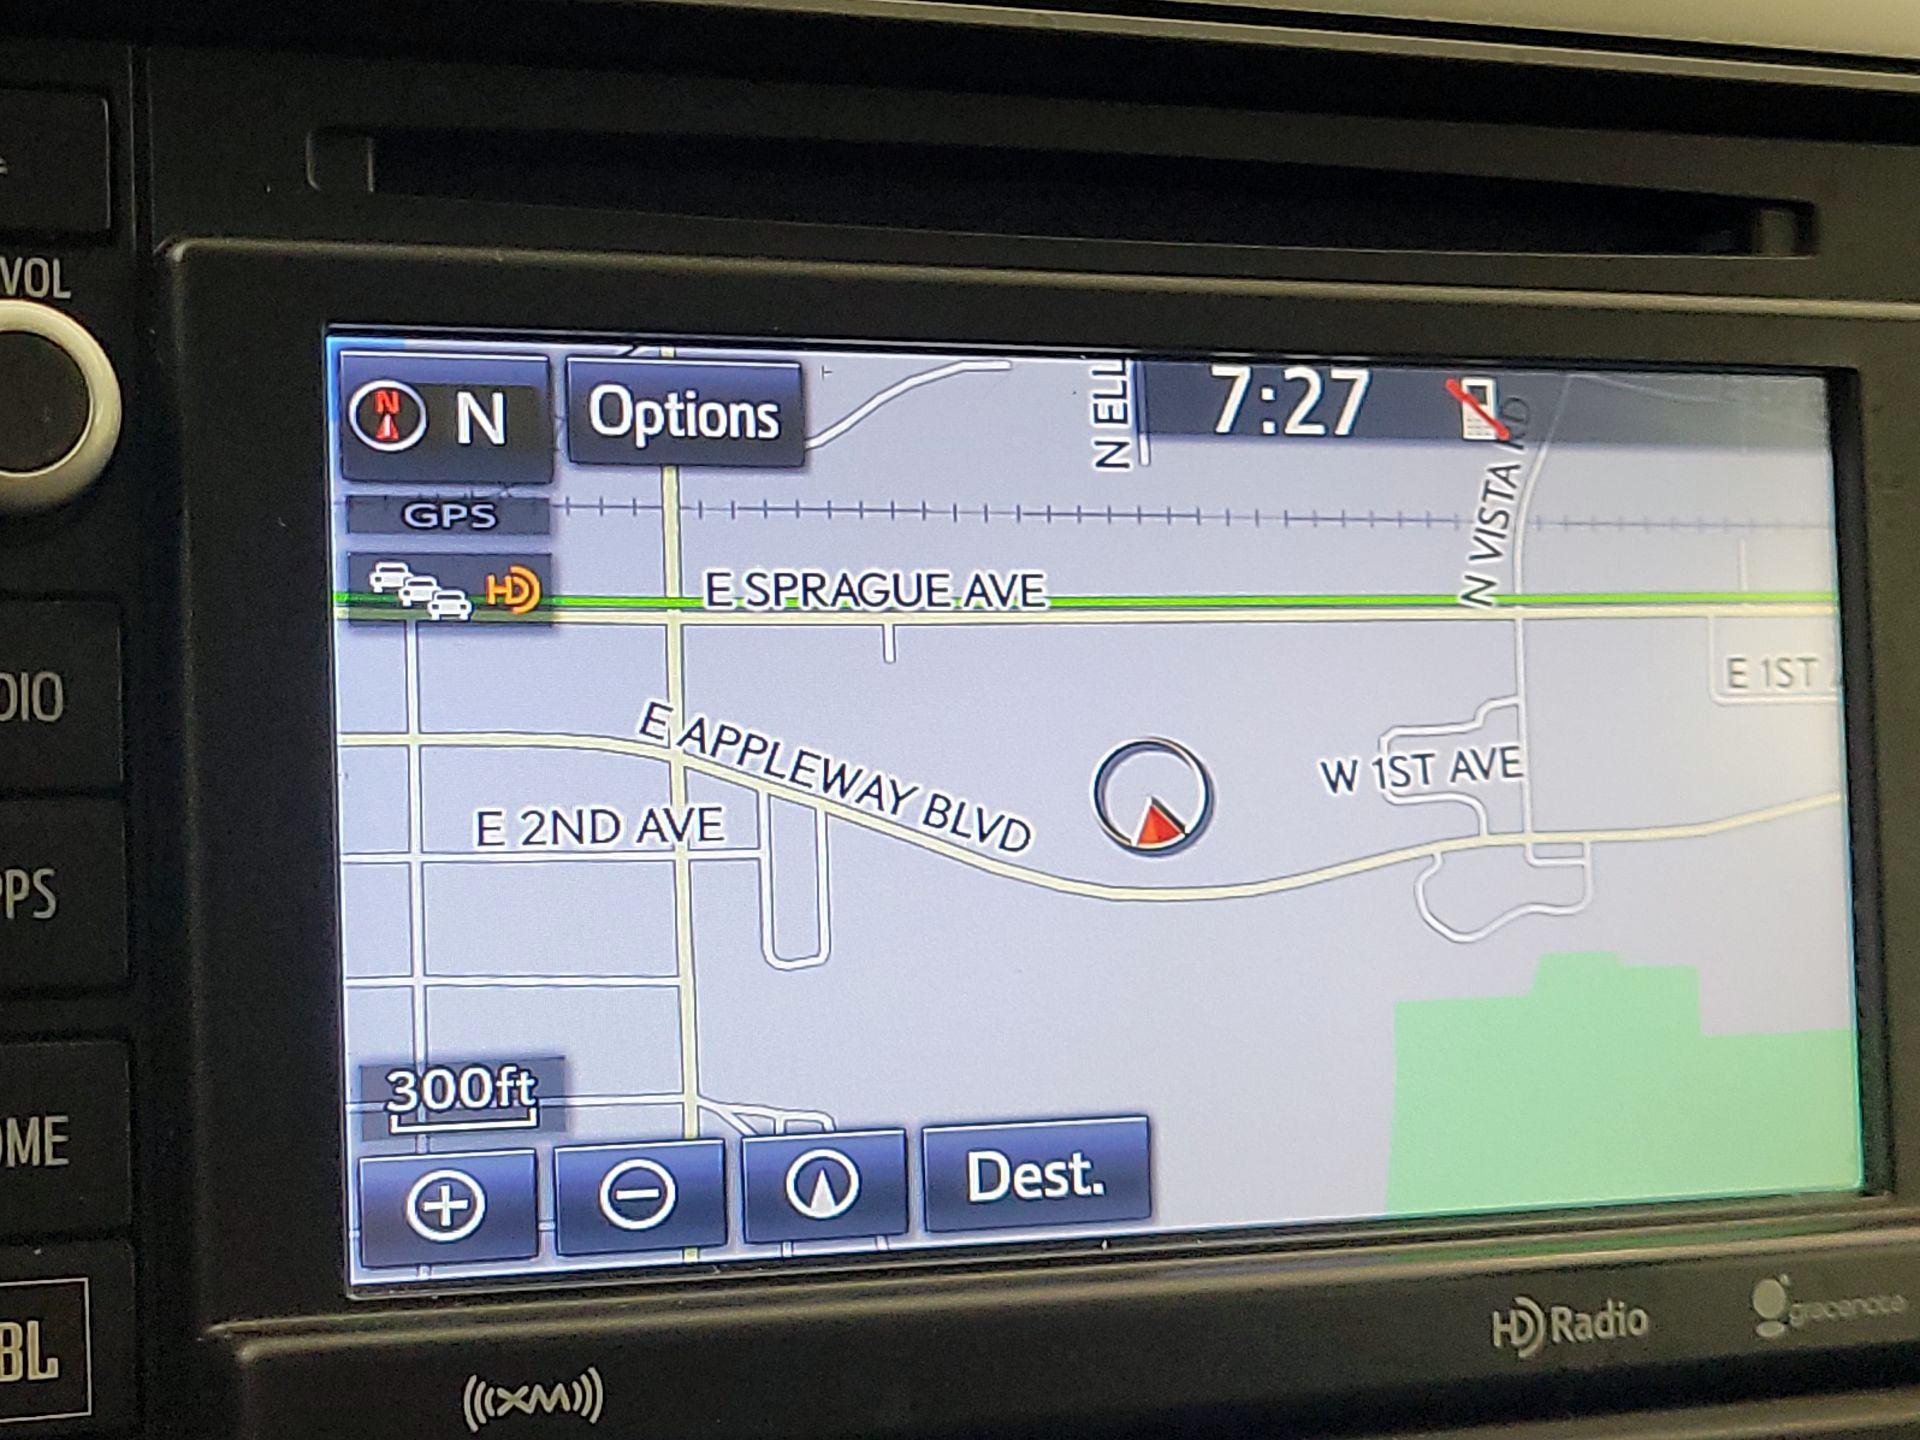 VOL
N N
Options
N ELL
7:27
N VISTA RD
GPS
HD
E SPRAGUE AVE
E 1ST
E APPLEWAY BLVD
W 1ST AVE
E 2ND AVE
300ft
Dest.
DIO
PPS
OME
BL
HD Radio
gracenote
((XM))